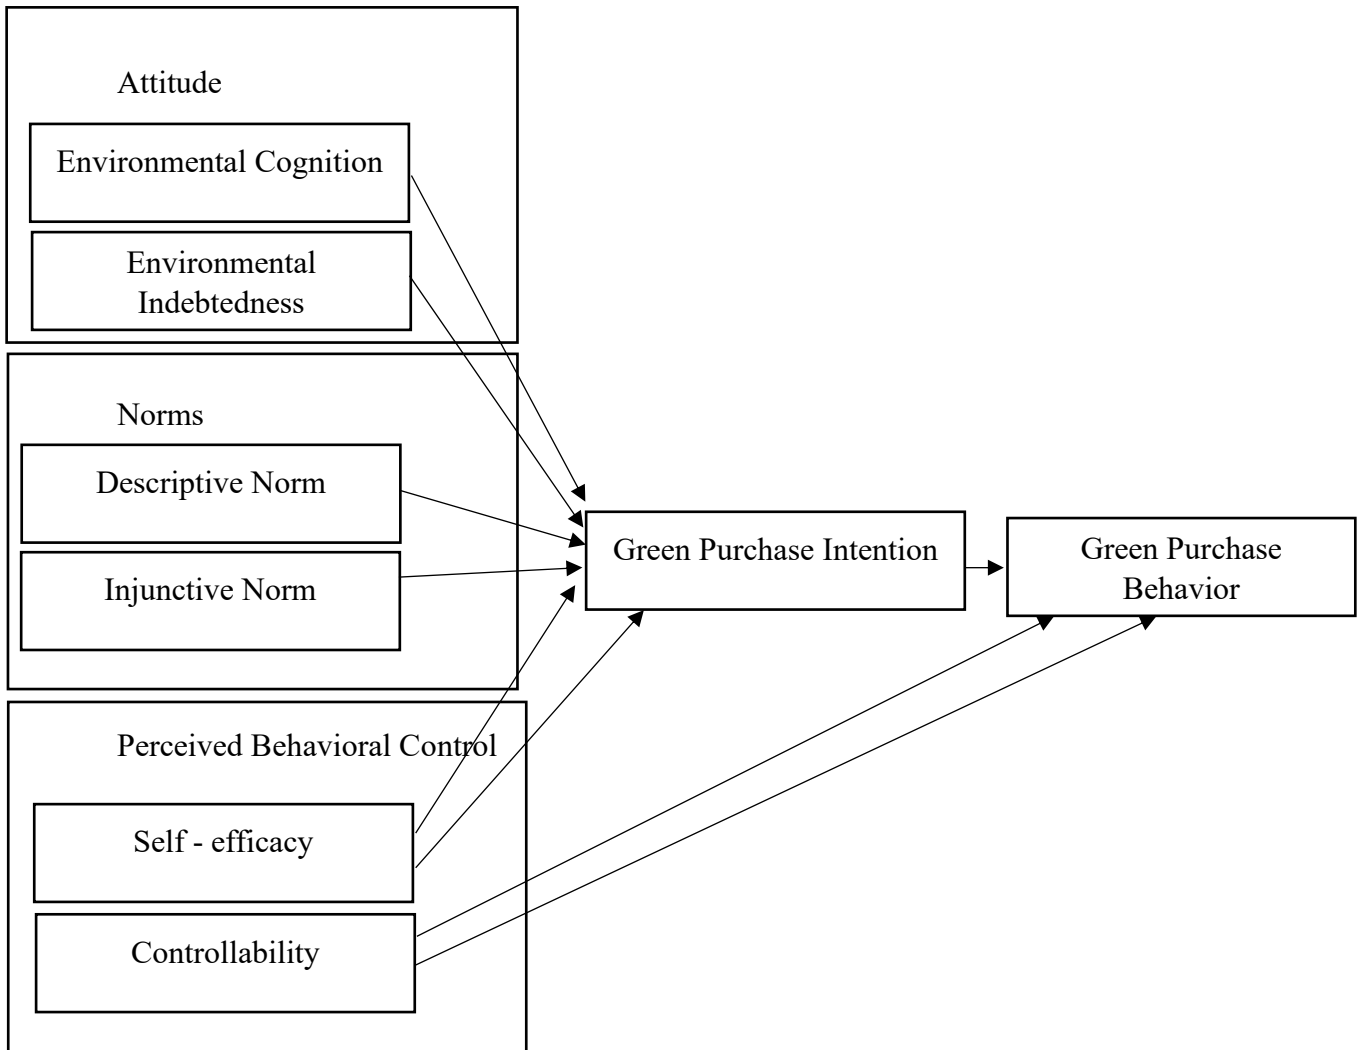 Attitude
Environmental Cognition
Environmental
Indebtedness
Norms
Descriptive Norm
Injunctive Norm
Green Purchase Intention
Green Purchase
Behavior
Perceived Behavioral Control
Self - efficacy
Controllability